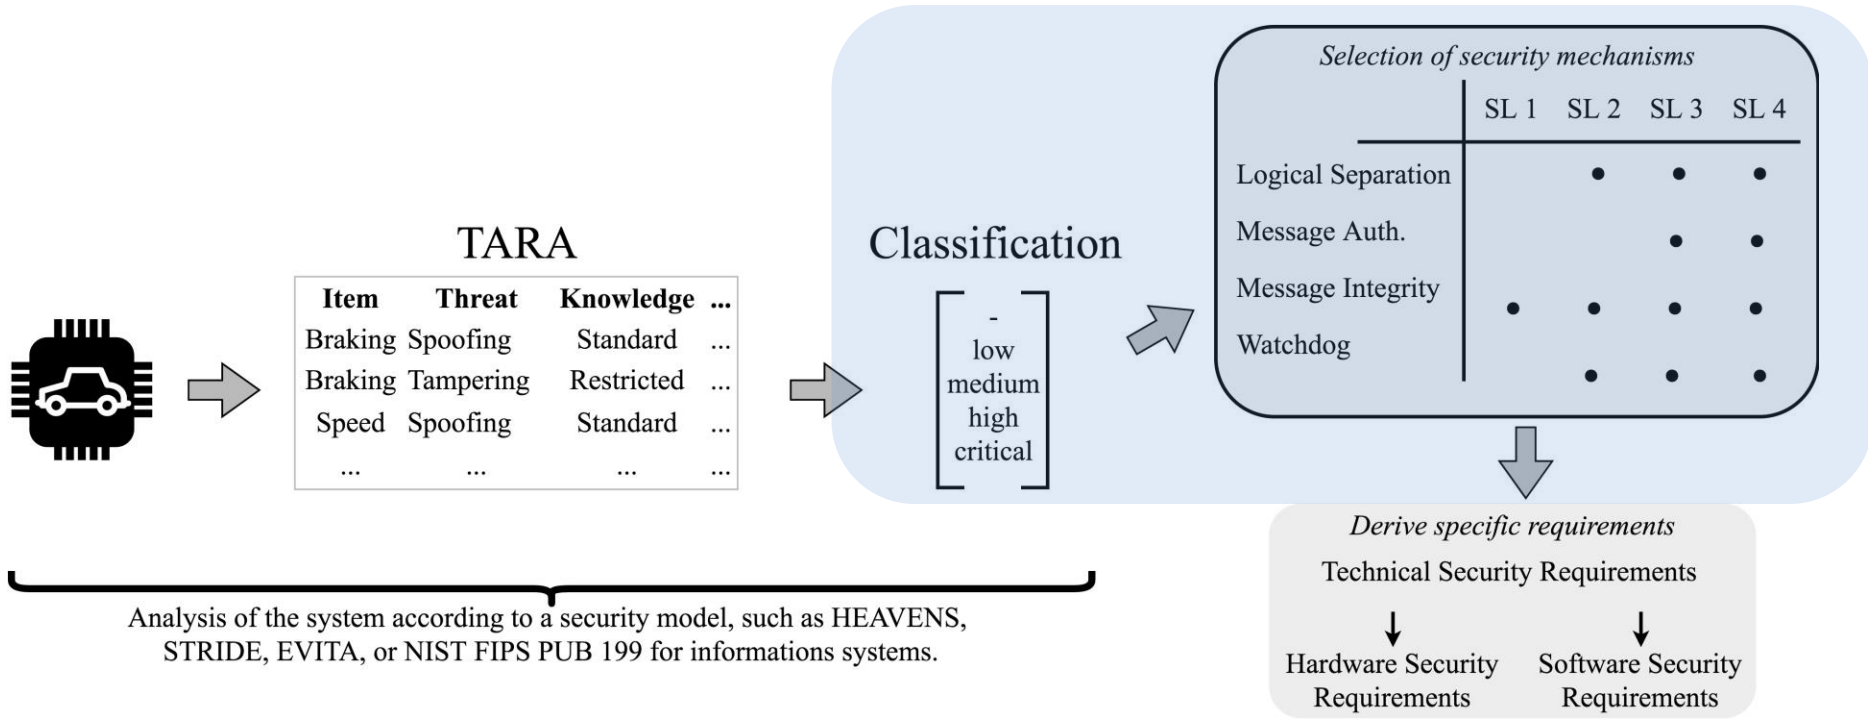 TARA
Item Threat Knowledge ...
Braking Spoofing Standard ...
Braking Tampering Restricted ...
Speed Spoofing Standard ...
... ... ... ...
Analysis of the system according to a security model, such as HEAVENS,
STRIDE, EVITA, or NIST FIPS PUB 199 for informations systems.
Classification
-
low
medium
high
critical
Selection of security mechanisms
SL 1 SL 2 SL 3 SL 4
Logical Separation
Message Auth.
Message Integrity
Watchdog
Derive specific requirements
Technical Security Requirements
Hardware Security
Requirements
Software Security
Requirements